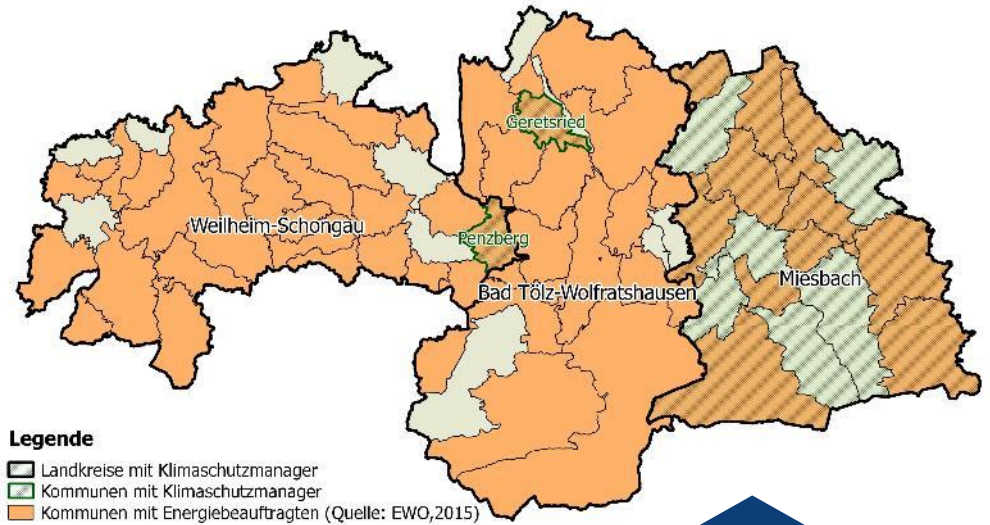 Geretsried
Weilheim-Schongau
Penzberg
Bad Tölz-Wolfratshausen
Miesbach
Legende
Landkreise mit Klimaschutzmanager
Kommunen mit Klimaschutzmanager
Kommunen mit Energiebeauftragten (Quelle: EWO,2015)